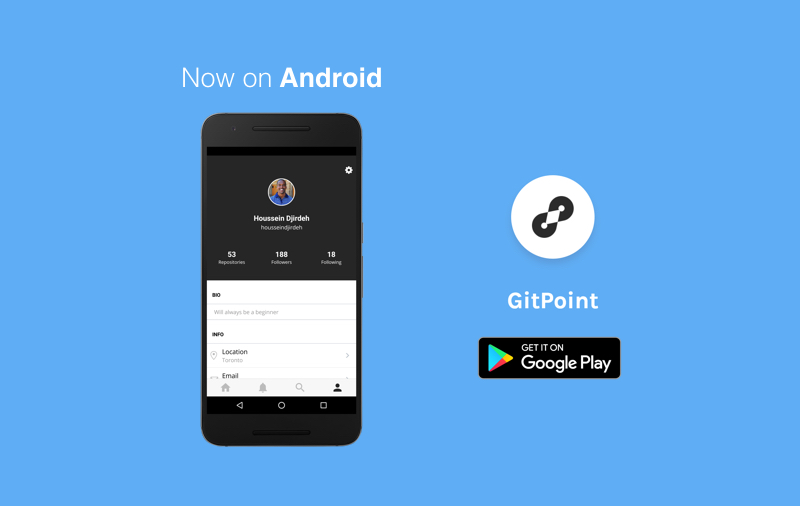 Now on Android
Houssein Djirdeh
housseindjirdeh
53 188 18
Repositories Followers Following
BIO
Will always be a beginner
INFO
Location
Toronto
Email
GitPoint
GET IT ON
Google Play